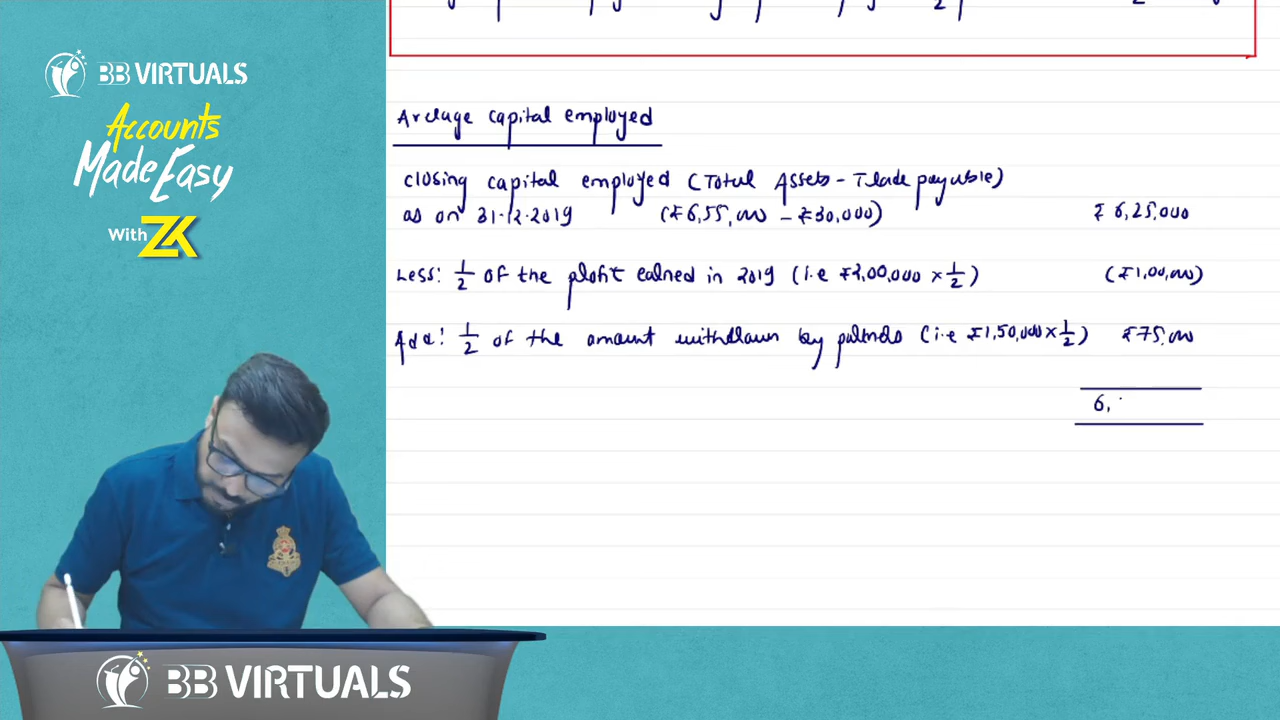 BB VIRTUALS
Accounts
Made Easy
With ZK
Average capital employed
closing capital employed (Total Assets - Trade payable)
as on 31.12.2019 (₹6,55,000 - ₹30,000) ₹ 6,25,000
Less: 1/2 of the profit earned in 2019 (i.e ₹2,00,000 × 1/2) (₹1,00,000)
Add: 1/2 of the amount withdrawn by partners (i.e ₹1,50,000 × 1/2) ₹75,000
6,
BB VIRTUALS